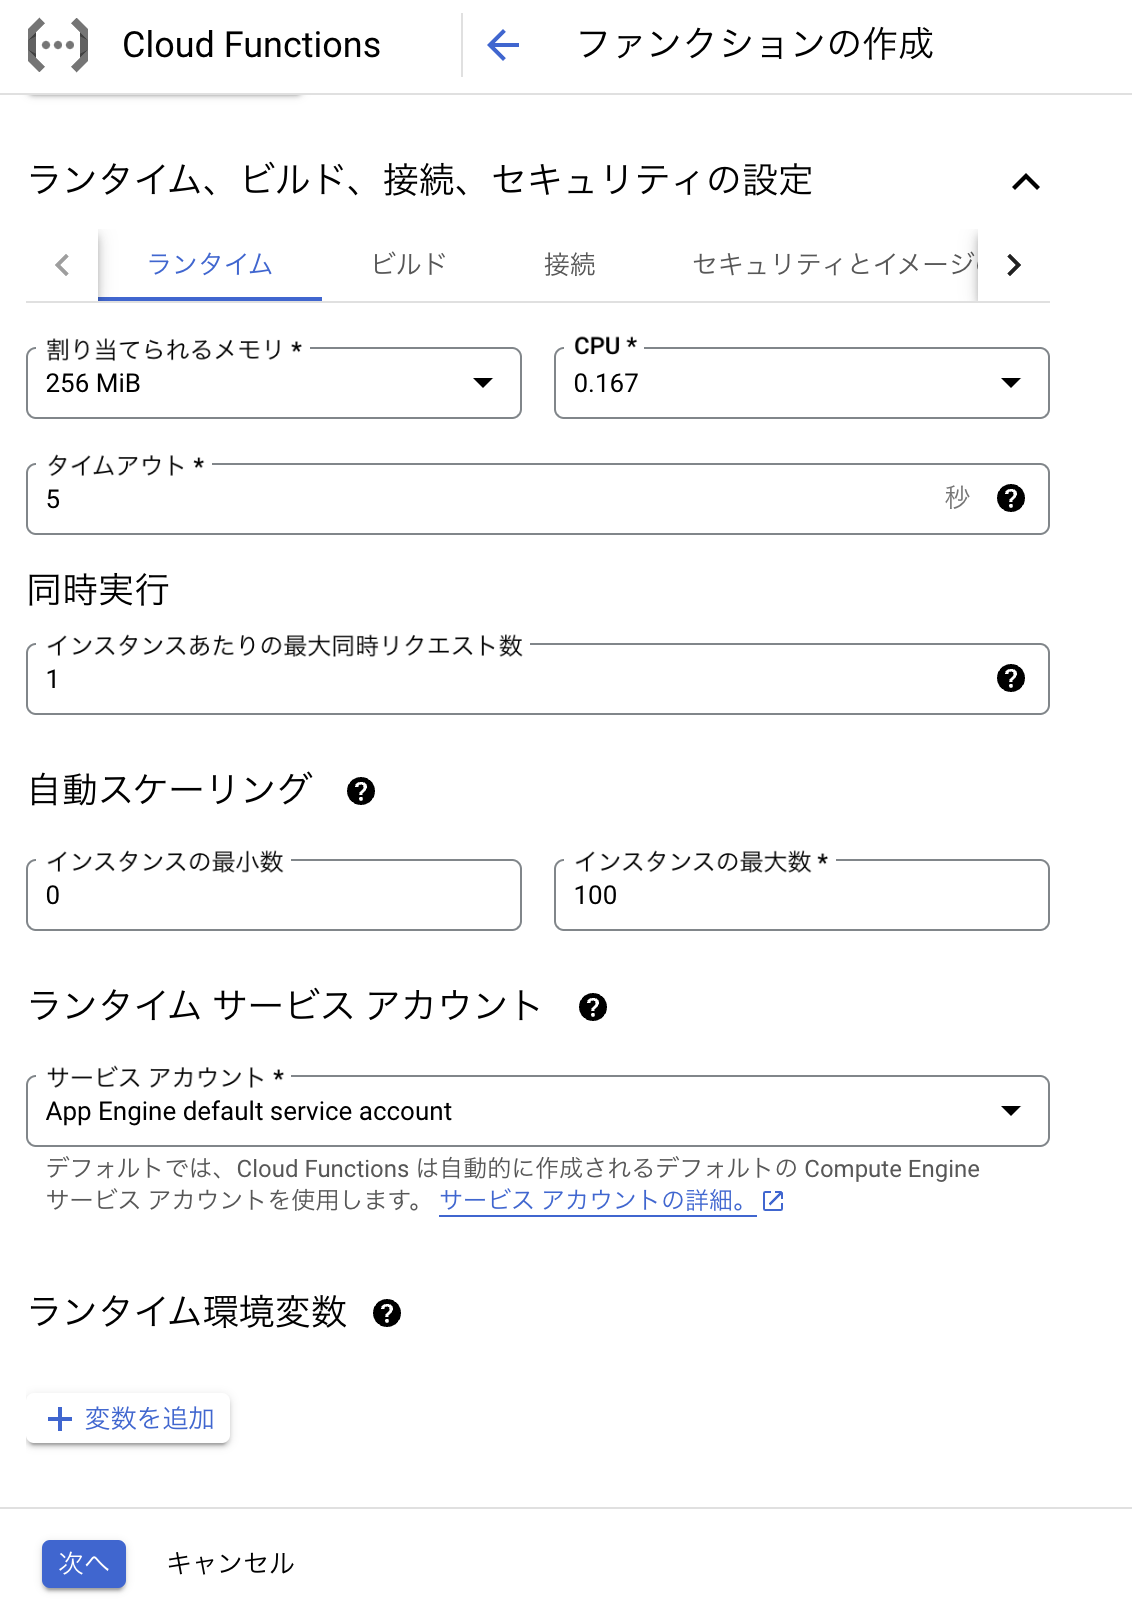 Cloud Functions
ファンクションの作成
ランタイム、ビルド、接続、セキュリティの設定
ランタイム
ビルド
接続
セキュリティとイメージ
割り当てられるメモリ *
256 MiB
CPU *
0.167
タイムアウト *
5
秒
同時実行
インスタンスあたりの最大同時リクエスト数
1
自動スケーリング
インスタンスの最小数
0
インスタンスの最大数 *
100
ランタイム サービス アカウント
サービス アカウント *
App Engine default service account
デフォルトでは、Cloud Functions は自動的に作成されるデフォルトの Compute Engine
サービス アカウントを使用します。 サービス アカウントの詳細。
ランタイム環境変数
変数を追加
次へ
キャンセル